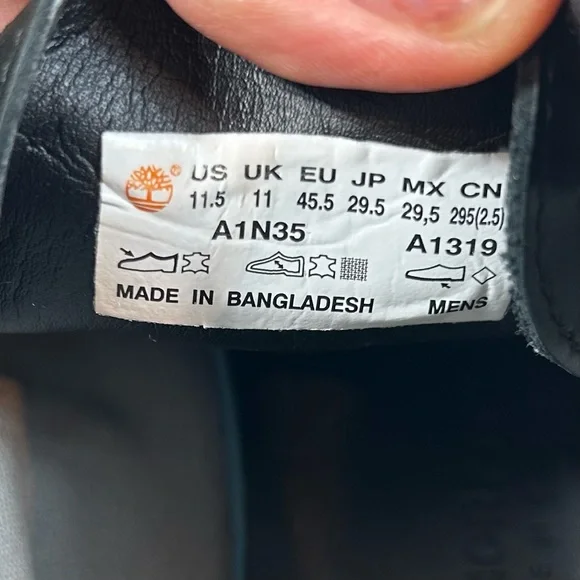 ® US UK EU JP MX CN
11.5 11 45.5 29.5 29,5 295(2.5)
A1N35 A1319
MADE IN BANGLADESH MENS